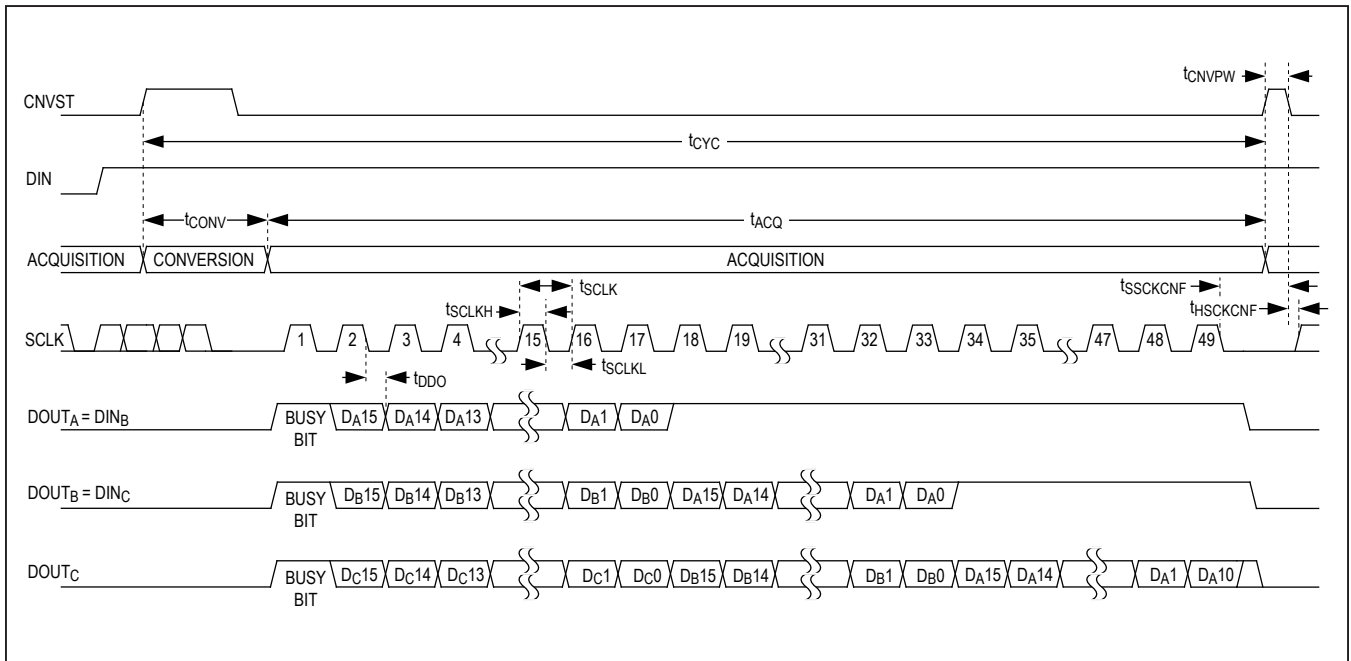 tCNVPW
CNVST
tCYC
DIN
tCONV tACQ
ACQUISITION CONVERSION ACQUISITION
tSSCKCNF
tSCLK
tSCLKH tHSCKCNF
SCLK 1 2 3 4 15 16 17 18 19 31 32 33 34 35 47 48 49
tDDO tSCLKL
DOUTA = DINB BUSY BIT DA15 DA14 DA13 DA1 DA0
DOUTB = DINC BUSY BIT DB15 DB14 DB13 DB1 DB0 DA15 DA14 DA1 DA0
DOUTC BUSY BIT DC15 DC14 DC13 DC1 DC0 DB15 DB14 DB1 DB0 DA15 DA14 DA1 DA10